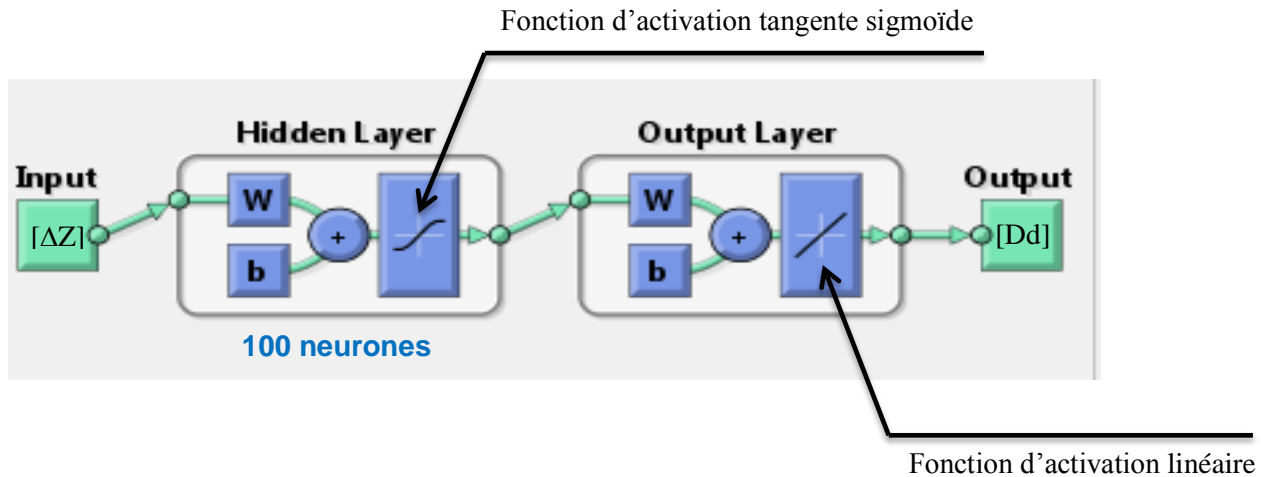 Fonction d’activation tangente sigmoïde
Hidden Layer
Output Layer
Input
Output
W
W
[ΔZ]
+
+
[Dd]
b
b
100 neurones
Fonction d’activation linéaire